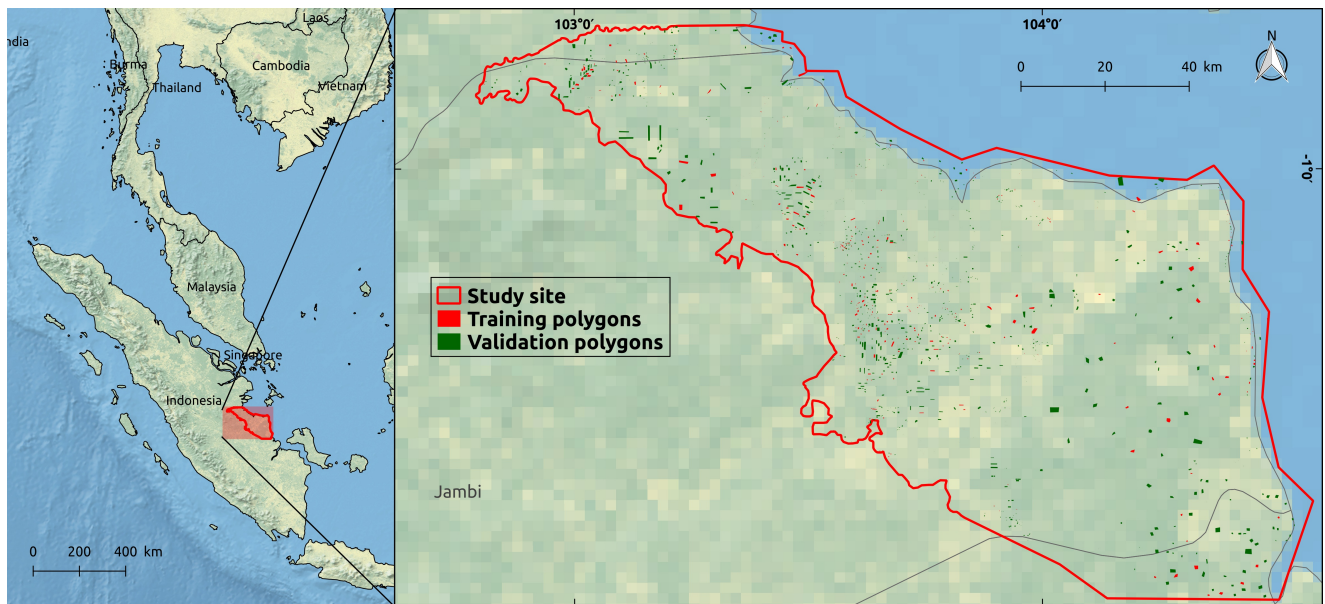 Laos
ndia
Burma
Cambodia
Thailand
Vietnam
Malaysia
Singapore
Indonesia
0 200 400 km
103°0′ 104°0′
N
0 20 40 km
-1°0′
Study site
Training polygons
Validation polygons
Jambi